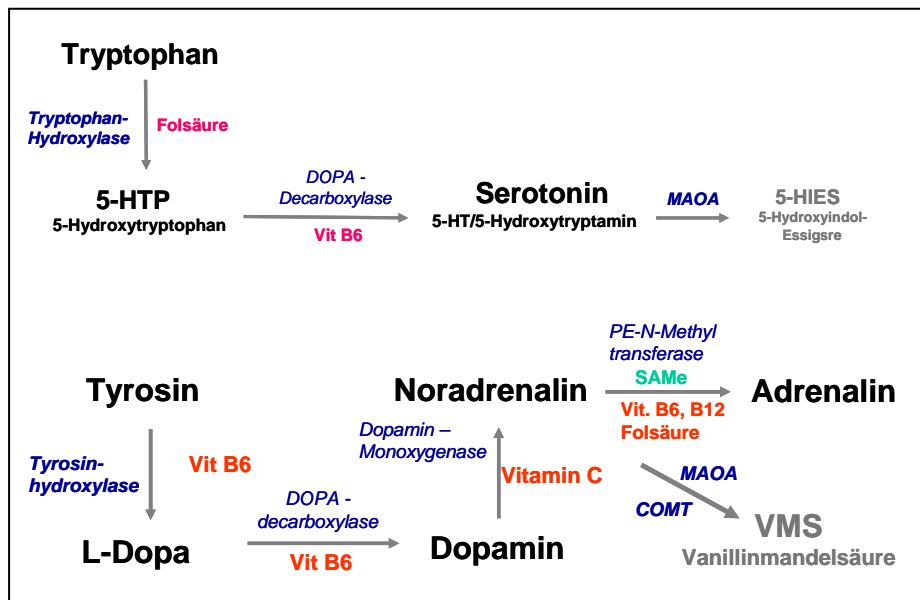 Tryptophan
Tryptophan-
Hydroxylase
Folsäure
5-HTP
5-Hydroxytryptophan
DOPA -
Decarboxylase
Vit B6
Serotonin
5-HT/5-Hydroxytryptamin
MAOA
5-HIES
5-Hydroxyindol-
Essigsre
Tyrosin
Tyrosin-
hydroxylase
Vit B6
L-Dopa
DOPA -
decarboxylase
Vit B6
Dopamin
Dopamin –
Monoxygenase
Vitamin C
Noradrenalin
PE-N-Methyl
transferase
SAMe
Vit. B6, B12
Folsäure
Adrenalin
MAOA
COMT
VMS
Vanillinmandelsäure